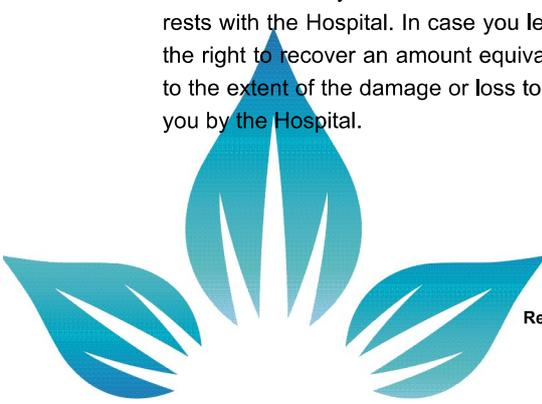 rests with the Hospital. In case you le
the right to recover an amount equiva
to the extent of the damage or loss to
you by the Hospital.
Re